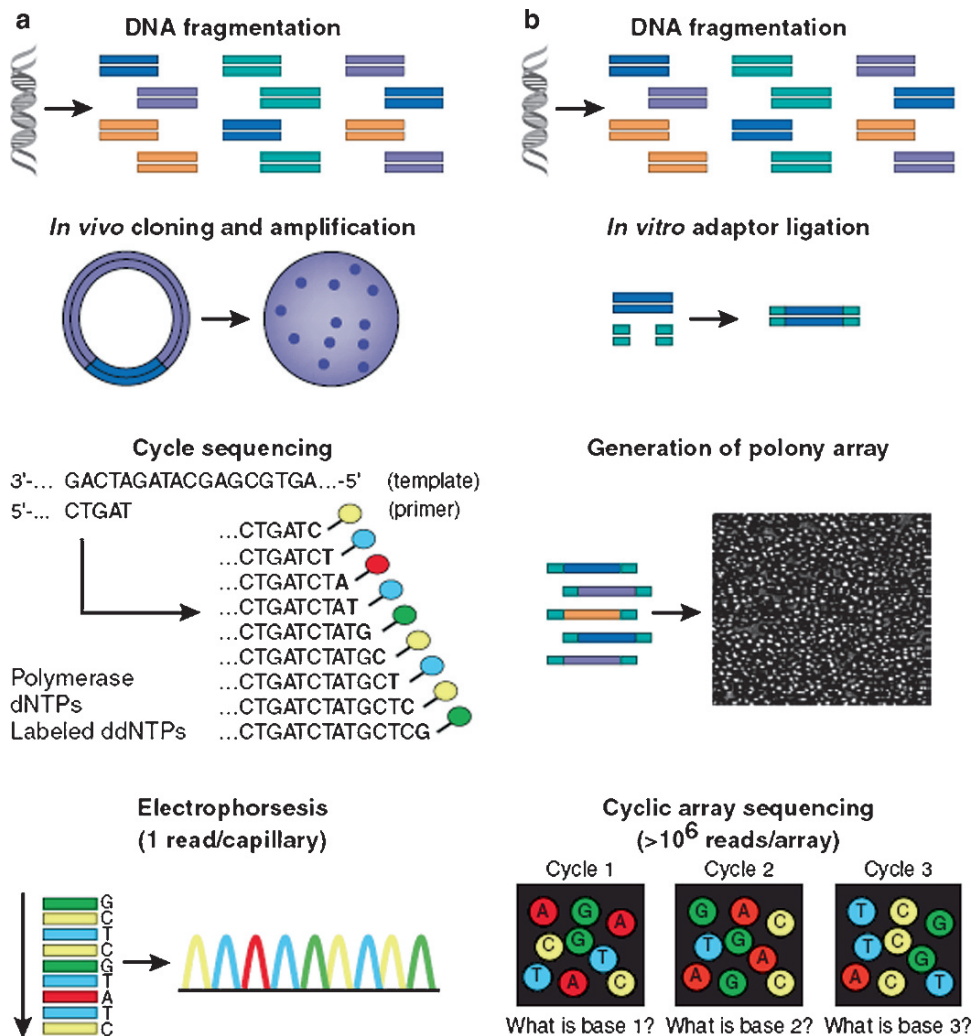 a
DNA fragmentation
In vivo cloning and amplification
Cycle sequencing
3'-... GACTAGATACGAGCGTGA...-5' (template)
5'-... CTGAT (primer)
...CTGATC
...CTGATCT
...CTGATCTA
...CTGATCTAT
...CTGATCTATG
...CTGATCTATGC
...CTGATCTATGCT
...CTGATCTATGCTC
...CTGATCTATGCTCG
Polymerase
dNTPs
Labeled ddNTPs
Electrophorsesis
(1 read/capillary)
G
C
T
C
G
T
A
T
C
b
DNA fragmentation
In vitro adaptor ligation
Generation of polony array
Cyclic array sequencing
(>10⁶ reads/array)
Cycle 1
A G A
C G T
T A C
What is base 1?
Cycle 2
G A C
T G A
A G C
What is base 2?
Cycle 3
T C G
T C G
A C T
What is base 3?